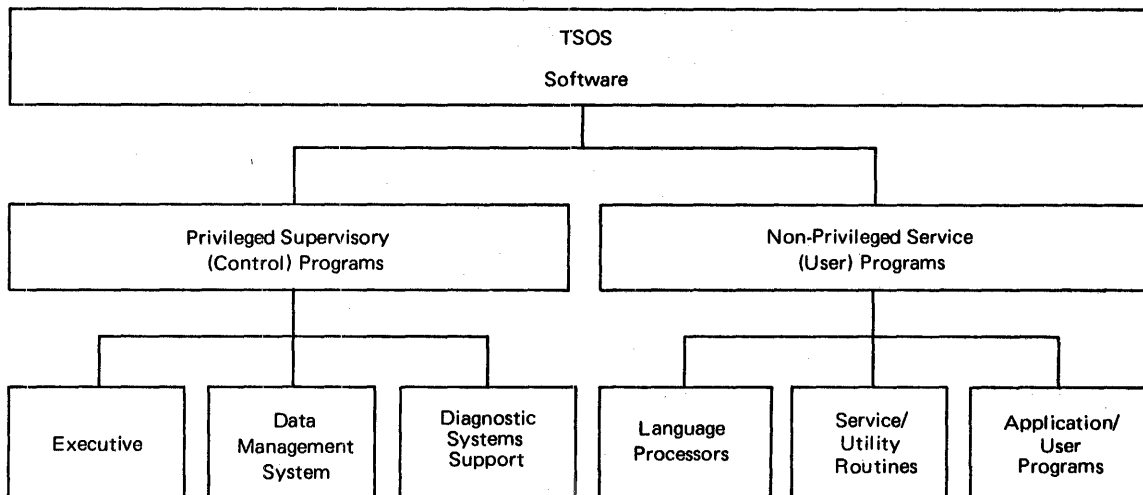 TSOS
Software
Privileged Supervisory
(Control) Programs
Non-Privileged Service
(User) Programs
Executive
Data
Management
System
Diagnostic
Systems
Support
Language
Processors
Service/
Utility
Routines
Application/
User
Programs